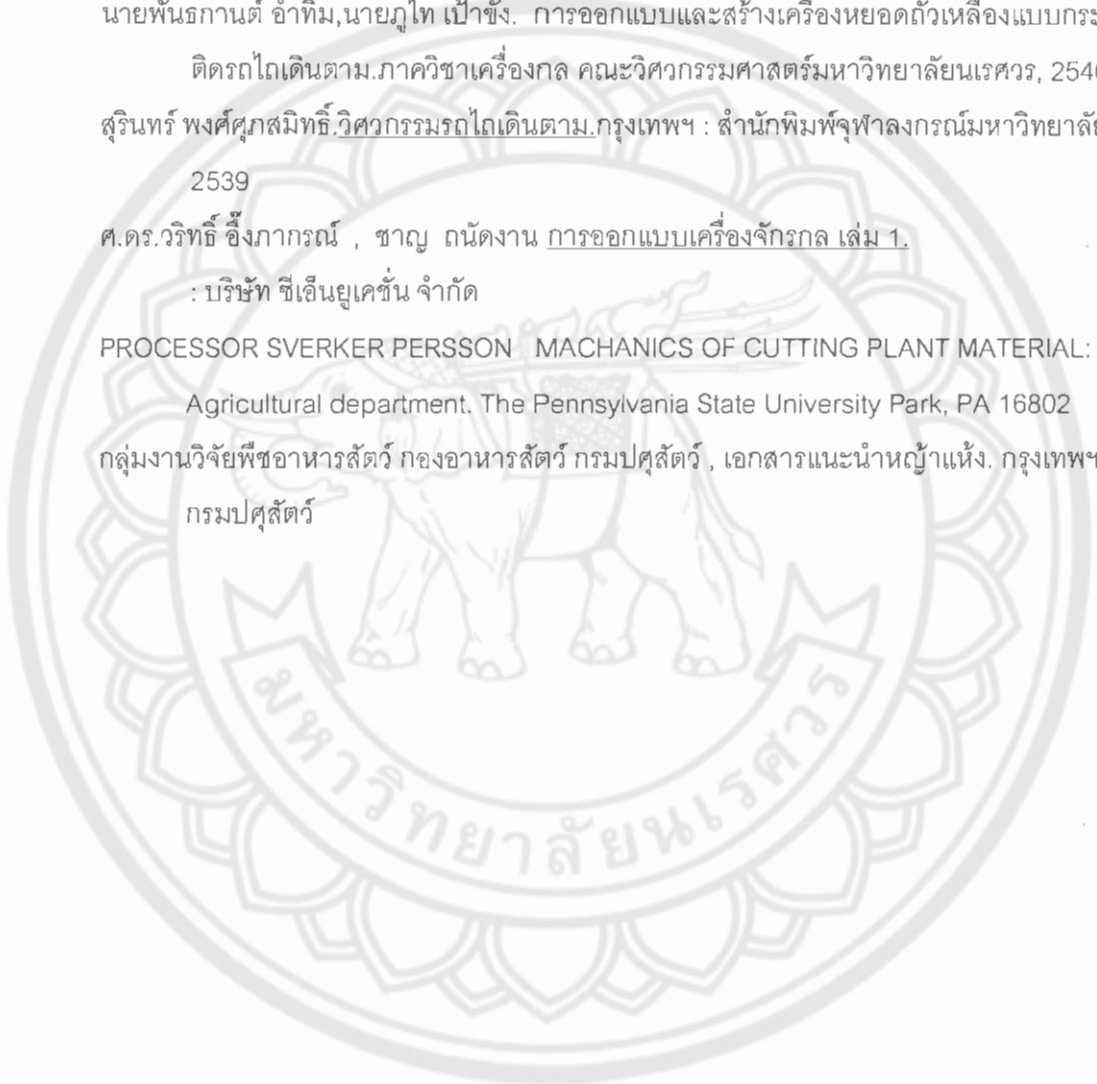 นายพันธกานต์ อ่ำทิม,นายภูไท เป้าขัง. การออกแบบและสร้างเครื่องหยอดถั่วเหลืองแบบกระ
ติดรถไถเดินตาม.ภาควิชาเครื่องกล คณะวิศวกรรมศาสตร์มหาวิทยาลัยนเรศวร, 254
สุรินทร์ พงศ์ศุภสมิทธิ์.วิศวกรรมรถไถเดินตาม.กรุงเทพฯ : สำนักพิมพ์จุฬาลงกรณ์มหาวิทยาลัย
2539
ศ.ดร.วริทธิ์ อึ๊งภากรณ์ , ชาญ ถนัดงาน การออกแบบเครื่องจักรกล เล่ม 1.
: บริษัท ซีเอ็นยูเคชั่น จำกัด
PROCESSOR SVERKER PERSSON MACHANICS OF CUTTING PLANT MATERIAL:
Agricultural department. The Pennsylvania State University Park, PA 16802
กลุ่มงานวิจัยพืชอาหารสัตว์ กองอาหารสัตว์ กรมปศุสัตว์ , เอกสารแนะนำหญ้าแห้ง. กรุงเทพฯ
กรมปศุสัตว์
มหาวิทยาลัยนเรศวร